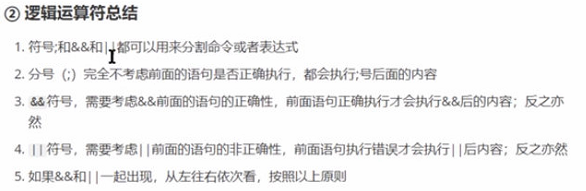 ② 逻辑运算符总结
1. 符号;和&&和||都可以用来分割命令或者表达式
2. 分号（;）完全不考虑前面的语句是否正确执行，都会执行;号后面的内容
3. &&符号，需要考虑&&前面的语句的正确性，前面语句正确执行才会执行&&后的内容；反之亦
然
4. ||符号，需要考虑||前面的语句的非正确性，前面语句执行错误才会执行||后内容；反之亦然
5. 如果&&和||一起出现，从左往右依次看，按照以上原则